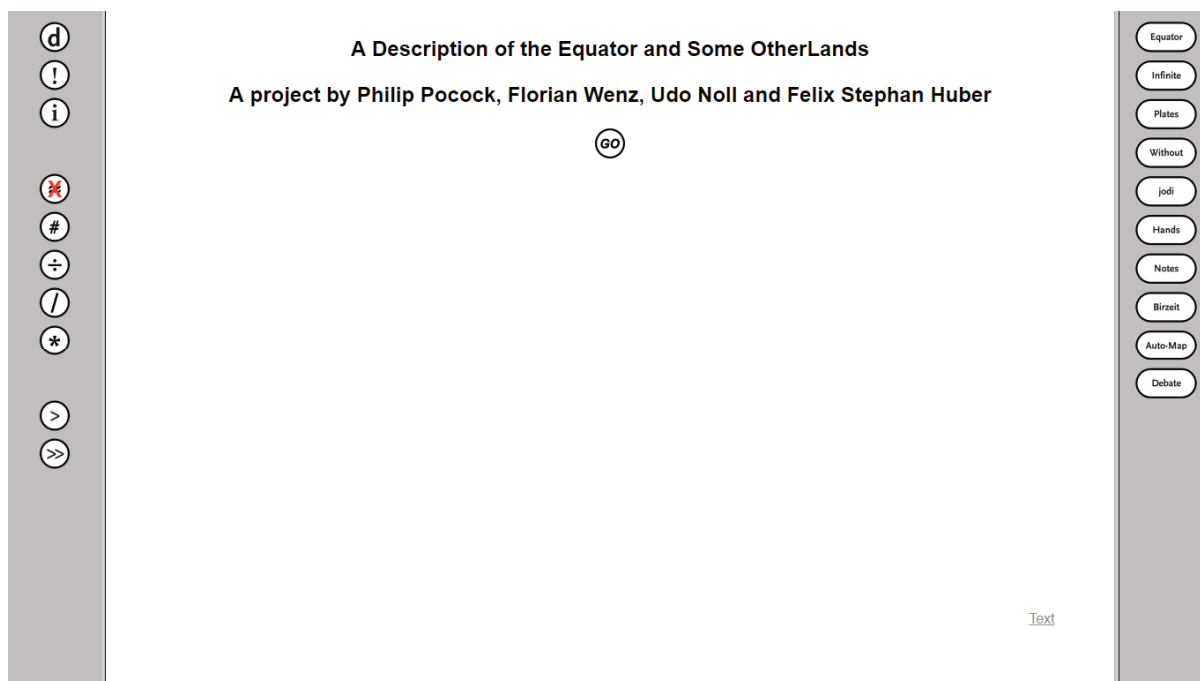 d
!
i
X
#
÷
/
*
>
>>
A Description of the Equator and Some OtherLands
A project by Philip Pocock, Florian Wenz, Udo Noll and Felix Stephan Huber
GO
Text
Equator
Infinite
Plates
Without
jodi
Hands
Notes
Birzeit
Auto-Map
Debate